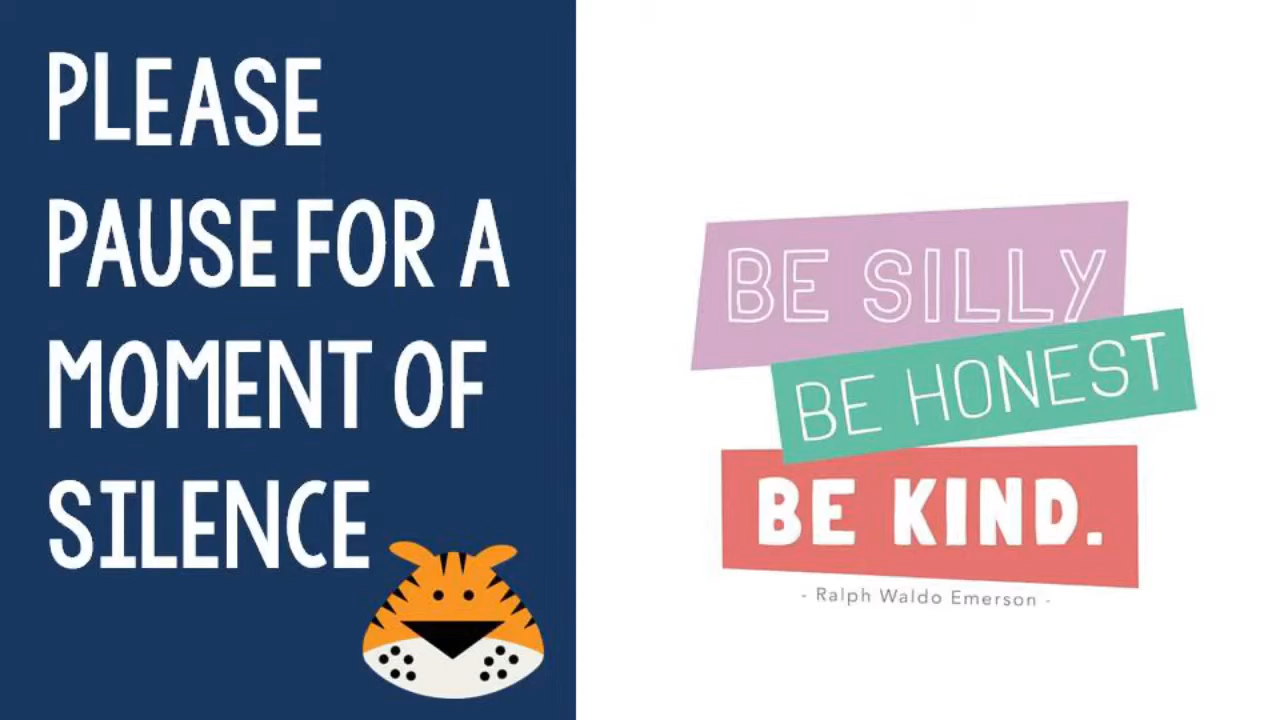 PLEASE
PAUSE FOR A
MOMENT OF
SILENCE
BE SILLY
BE HONEST
BE KIND.
- Ralph Waldo Emerson -